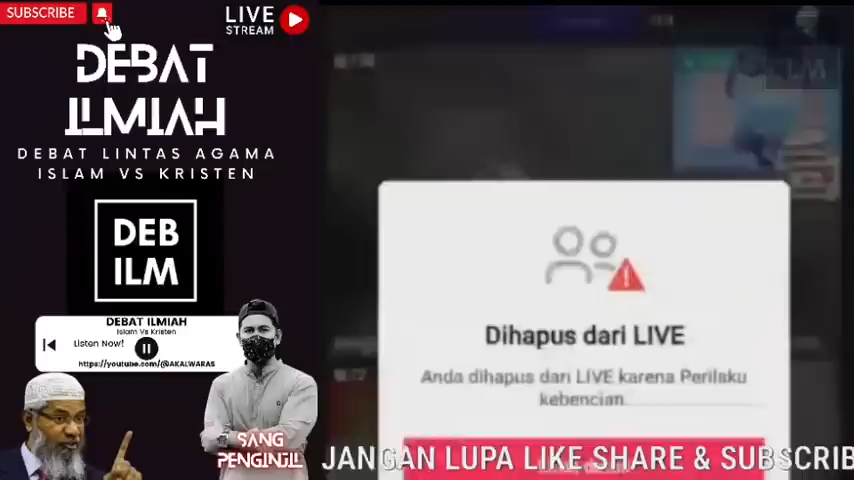 SUBSCRIBE
LIVE
STREAM
DEBAT
ILMIAH
DEBAT LINTAS AGAMA
ISLAM VS KRISTEN
DEB
ILM
DEBAT ILMIAH
Islam Vs Kristen
Listen Now!
https://youtube.com/@AKALWARAS
SANG
PENGINJIL
Dihapus dari LIVE
Anda dihapus dari LIVE karena Perilaku
kebencian
JANGAN LUPA LIKE SHARE & SUBSCRIB